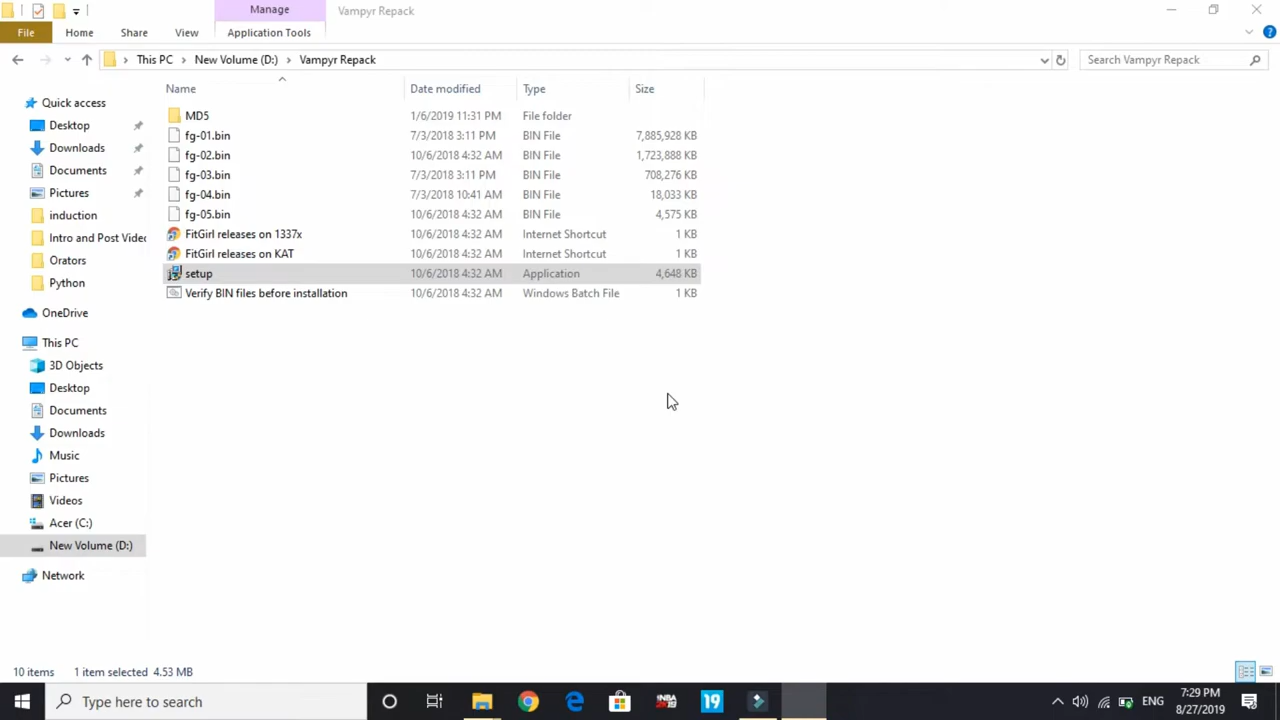 Manage
Vampyr Repack
File
Home
Share
View
Application Tools
This PC
New Volume (D:)
Vampyr Repack
Search Vampyr Repack
Name
Date modified
Type
Size
MD5
1/6/2019 11:31 PM
File folder
fg-01.bin
7/3/2018 3:11 PM
BIN File
7,885,928 KB
fg-02.bin
10/6/2018 4:32 AM
BIN File
1,723,888 KB
fg-03.bin
7/3/2018 3:11 PM
BIN File
708,276 KB
fg-04.bin
7/3/2018 10:41 AM
BIN File
18,033 KB
fg-05.bin
10/6/2018 4:32 AM
BIN File
4,575 KB
FitGirl releases on 1337x
10/6/2018 4:32 AM
Internet Shortcut
1 KB
FitGirl releases on KAT
10/6/2018 4:32 AM
Internet Shortcut
1 KB
setup
10/6/2018 4:32 AM
Application
4,648 KB
Verify BIN files before installation
10/6/2018 4:32 AM
Windows Batch File
1 KB
Quick access
Desktop
Downloads
Documents
Pictures
induction
Intro and Post Videc
Orators
Python
OneDrive
This PC
3D Objects
Desktop
Documents
Downloads
Music
Pictures
Videos
Acer (C:)
New Volume (D:)
Network
10 items
1 item selected 4.53 MB
Type here to search
NBA 2K19
19
ENG
7:29 PM
8/27/2019